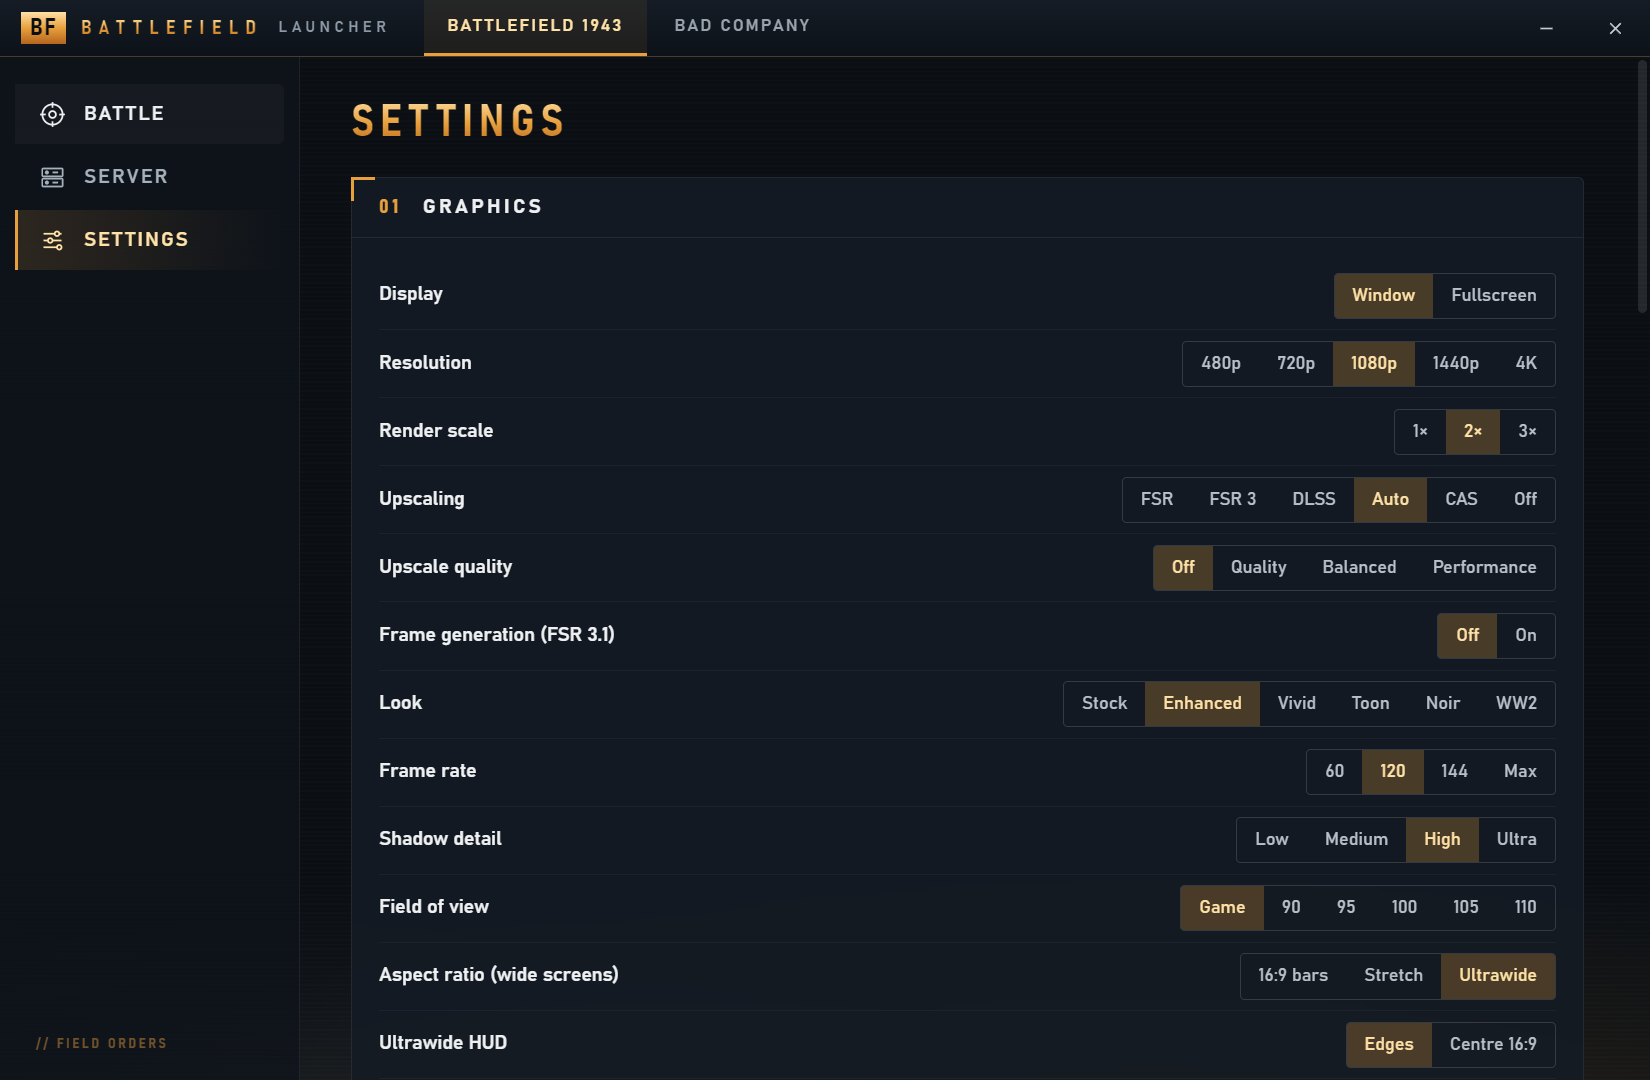 BF BATTLEFIELD LAUNCHER BATTLEFIELD 1943 BAD COMPANY
BATTLE
SERVER
SETTINGS
// FIELD ORDERS
SETTINGS
01 GRAPHICS
Display Window Fullscreen
Resolution 480p 720p 1080p 1440p 4K
Render scale 1× 2× 3×
Upscaling FSR FSR 3 DLSS Auto CAS Off
Upscale quality Off Quality Balanced Performance
Frame generation (FSR 3.1) Off On
Look Stock Enhanced Vivid Toon Noir WW2
Frame rate 60 120 144 Max
Shadow detail Low Medium High Ultra
Field of view Game 90 95 100 105 110
Aspect ratio (wide screens) 16:9 bars Stretch Ultrawide
Ultrawide HUD Edges Centre 16:9